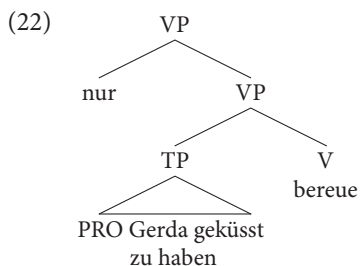 (22)
VP
nur
VP
TP
V
bereue
PRO Gerda geküsst
zu haben